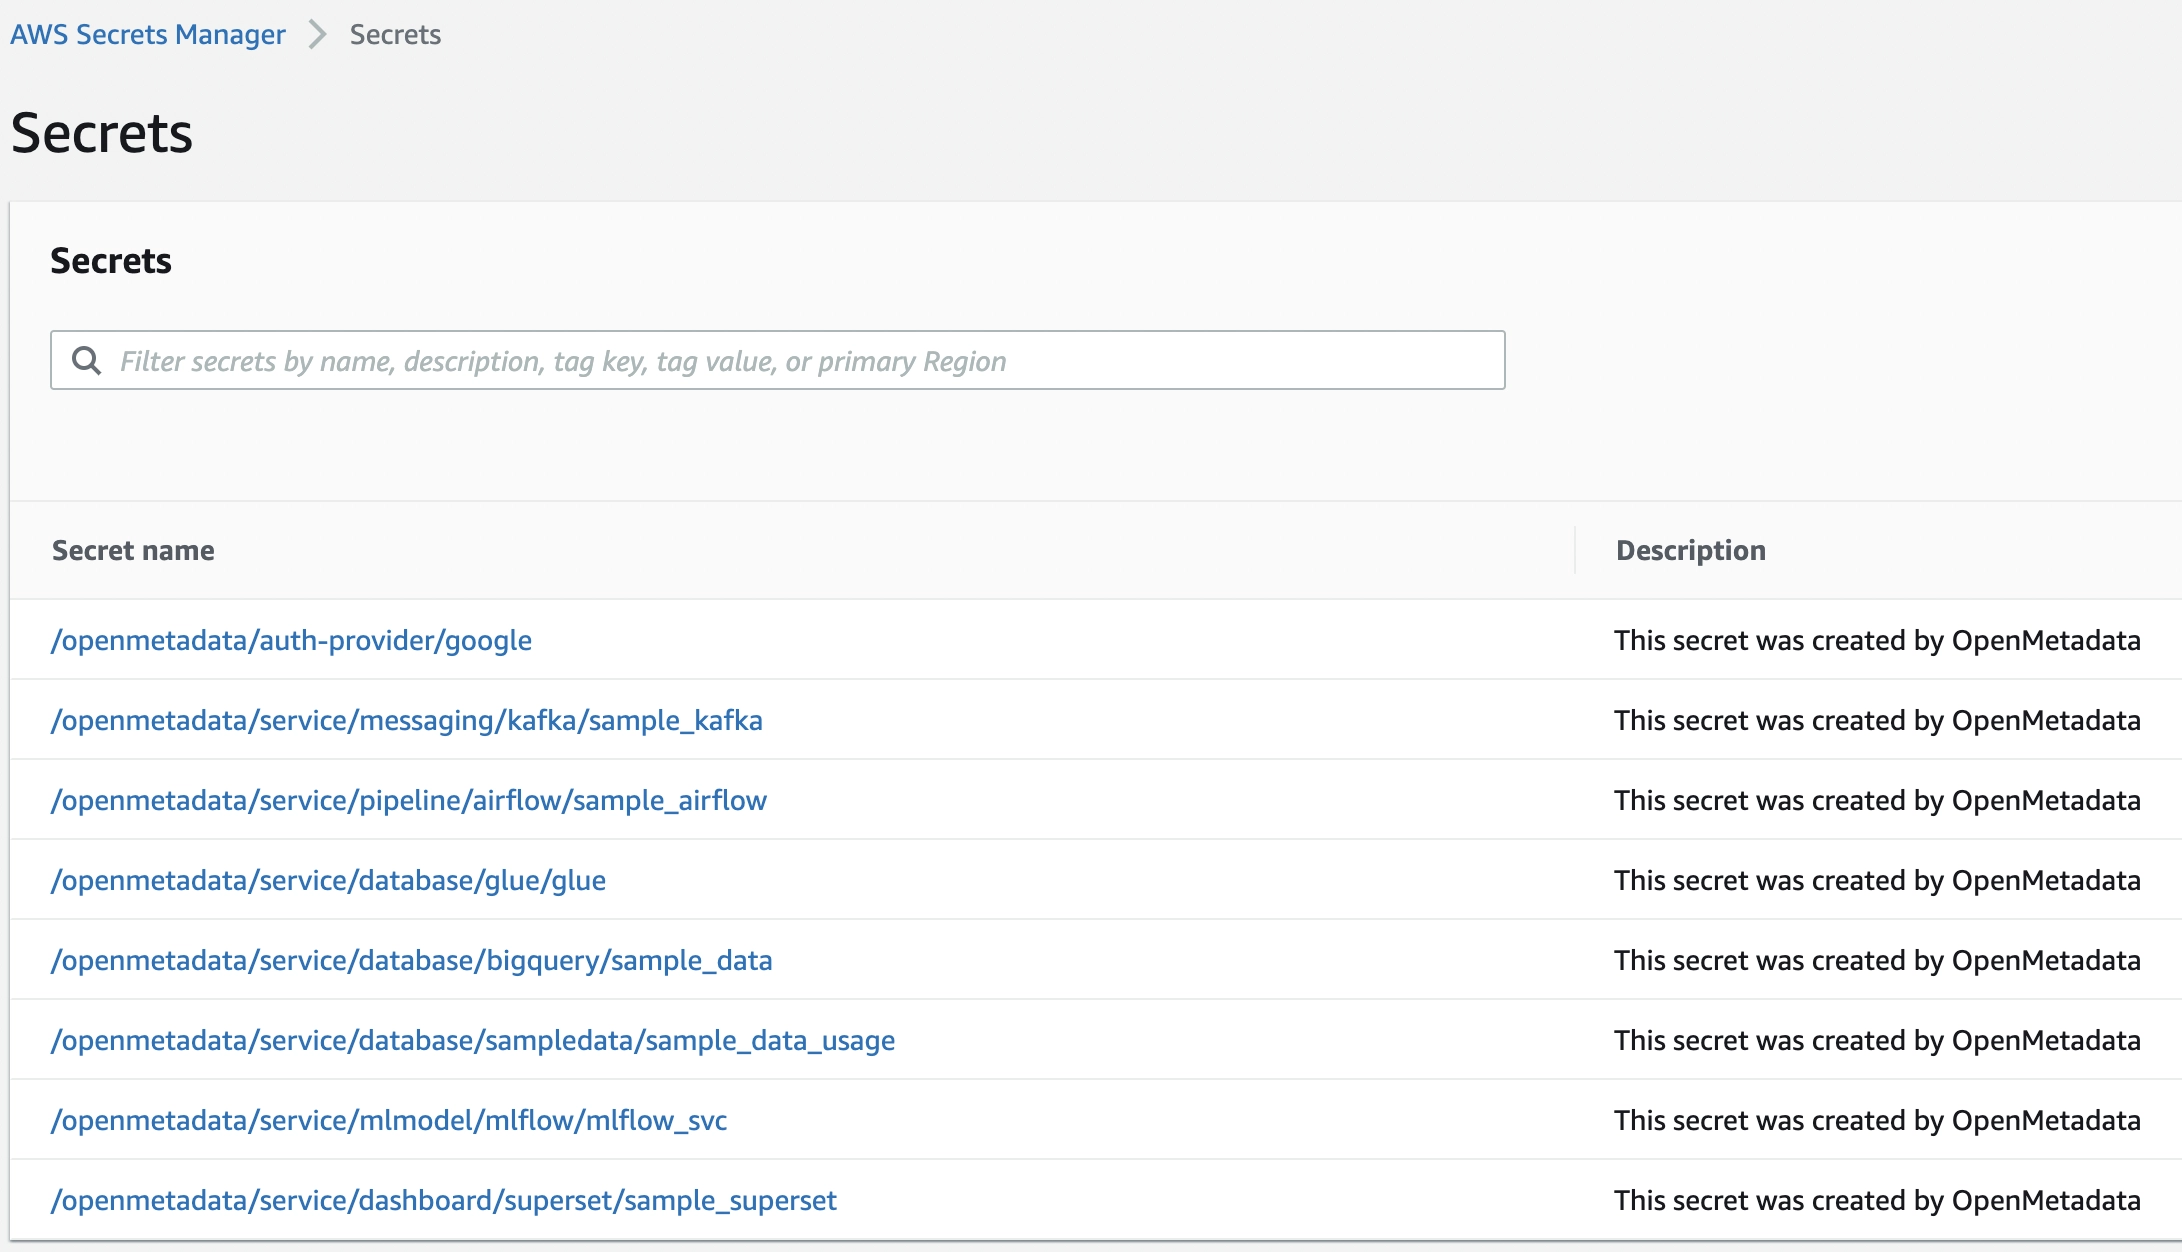 AWS Secrets Manager > Secrets
Secrets
Secrets
Filter secrets by name, description, tag key, tag value, or primary Region
Secret name Description
/openmetadata/auth-provider/google This secret was created by OpenMetadata
/openmetadata/service/messaging/kafka/sample_kafka This secret was created by OpenMetadata
/openmetadata/service/pipeline/airflow/sample_airflow This secret was created by OpenMetadata
/openmetadata/service/database/glue/glue This secret was created by OpenMetadata
/openmetadata/service/database/bigquery/sample_data This secret was created by OpenMetadata
/openmetadata/service/database/sampledata/sample_data_usage This secret was created by OpenMetadata
/openmetadata/service/mlmodel/mlflow/mlflow_svc This secret was created by OpenMetadata
/openmetadata/service/dashboard/superset/sample_superset This secret was created by OpenMetadata